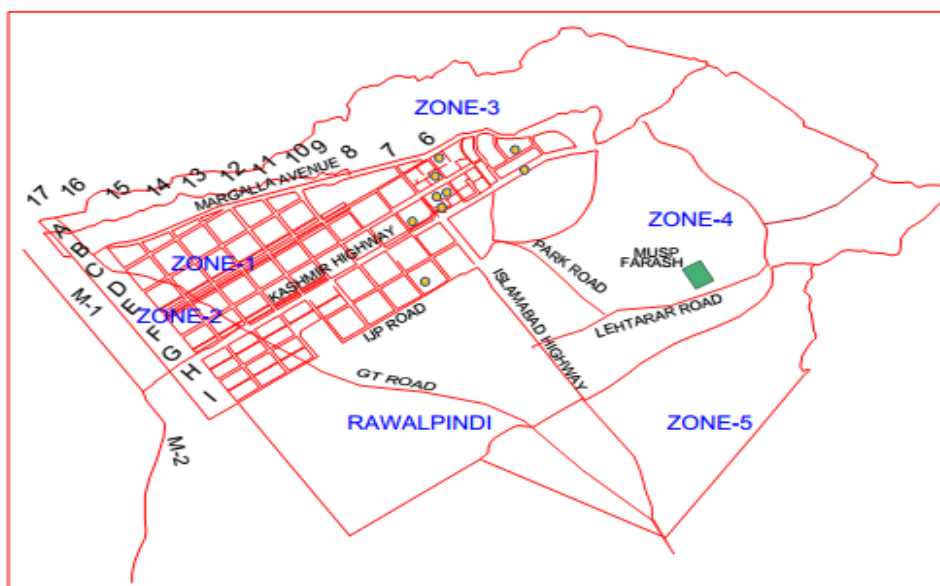 ZONE-3
6
7
8
9
10
11
12
13
14
15
16
17
MARGALLA AVENUE
A
B
C
D
E
F
G
H
I
ZONE-1
KASHMIR HIGHWAY
ZONE-4
MUSP
FARASH
PARK ROAD
M-1
ZONE-2
IJP ROAD
ISLAMABAD HIGHWAY
LEHTARAR ROAD
GT ROAD
RAWALPINDI
ZONE-5
M-2